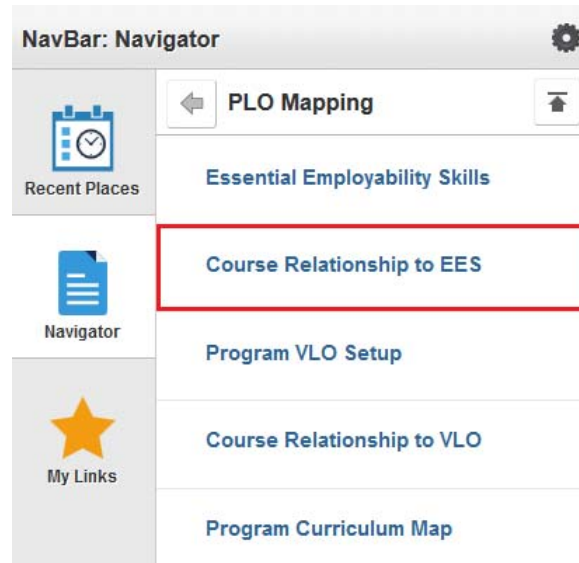 NavBar: Navigator
PLO Mapping
Recent Places
Essential Employability Skills
Course Relationship to EES
Navigator
Program VLO Setup
Course Relationship to VLO
My Links
Program Curriculum Map